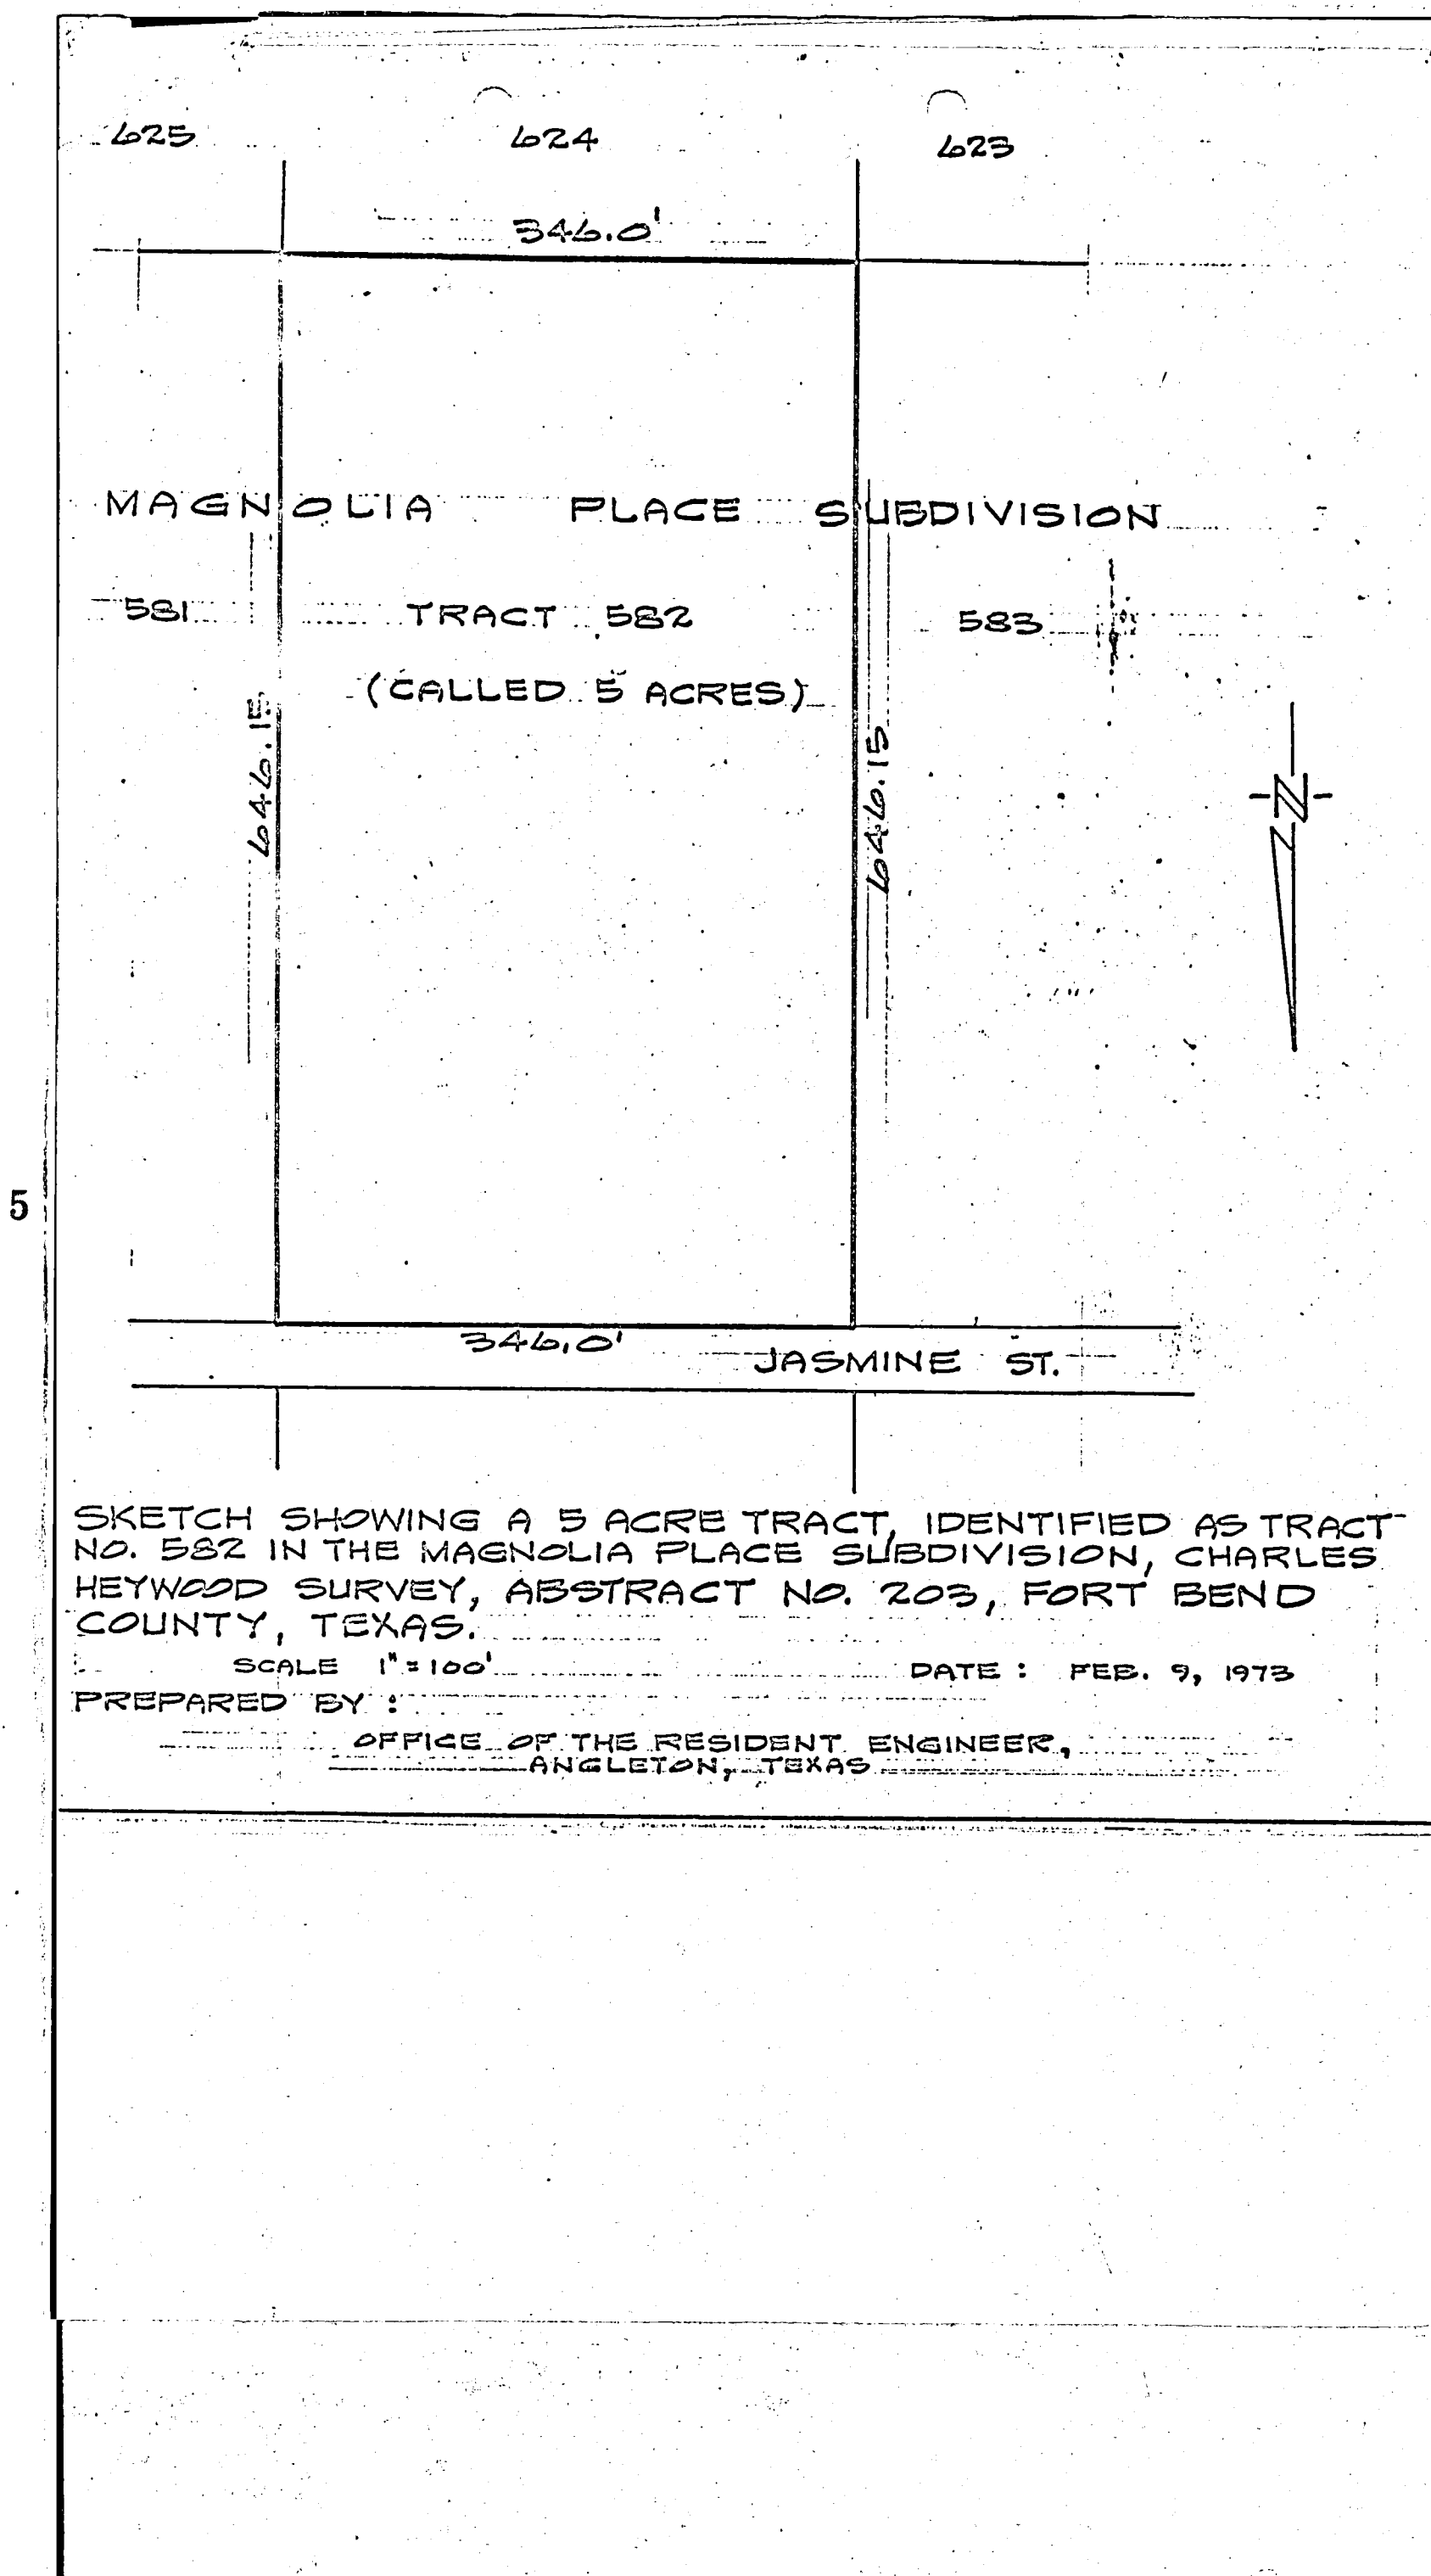 625 624 623
346.0'
MAGNOLIA PLACE SUBDIVISION
581 TRACT 582 583
(CALLED 5 ACRES)
646.15
646.15
N
5
346.0'
JASMINE ST.
SKETCH SHOWING A 5 ACRE TRACT, IDENTIFIED AS TRACT
NO. 582 IN THE MAGNOLIA PLACE SUBDIVISION, CHARLES
HEYWOOD SURVEY, ABSTRACT NO. 203, FORT BEND
COUNTY, TEXAS.
SCALE 1"=100' DATE : FEB. 9, 1973
PREPARED BY :
OFFICE OF THE RESIDENT ENGINEER,
ANGLETON, TEXAS